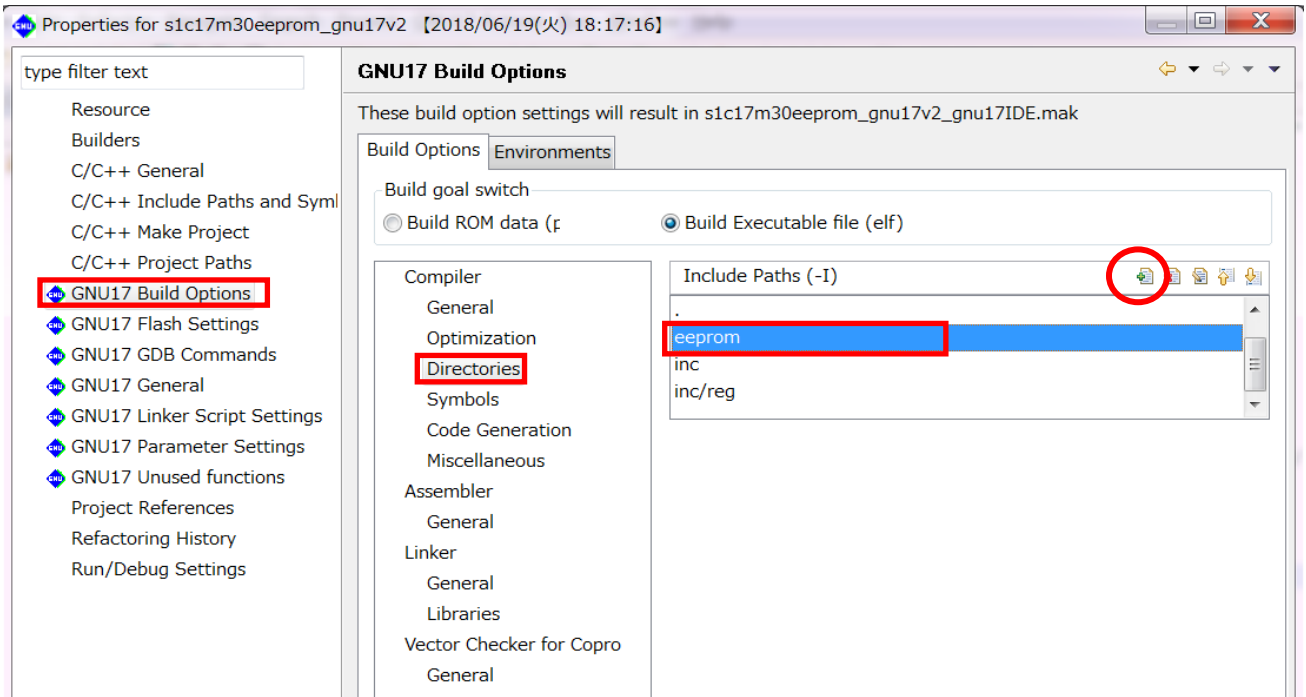 Properties for s1c17m30eeprom_gnu17v2 【2018/06/19(火) 18:17:16】
type filter text
Resource
Builders
C/C++ General
C/C++ Include Paths and Syml
C/C++ Make Project
C/C++ Project Paths
GNU17 Build Options
GNU17 Flash Settings
GNU17 GDB Commands
GNU17 General
GNU17 Linker Script Settings
GNU17 Parameter Settings
GNU17 Unused functions
Project References
Refactoring History
Run/Debug Settings
GNU17 Build Options
These build option settings will result in s1c17m30eeprom_gnu17v2_gnu17IDE.mak
Build Options Environments
Build goal switch
Build ROM data (p
Build Executable file (elf)
Compiler
General
Optimization
Directories
Symbols
Code Generation
Miscellaneous
Assembler
General
Linker
General
Libraries
Vector Checker for Copro
General
Include Paths (-I)
.
eeprom
inc
inc/reg